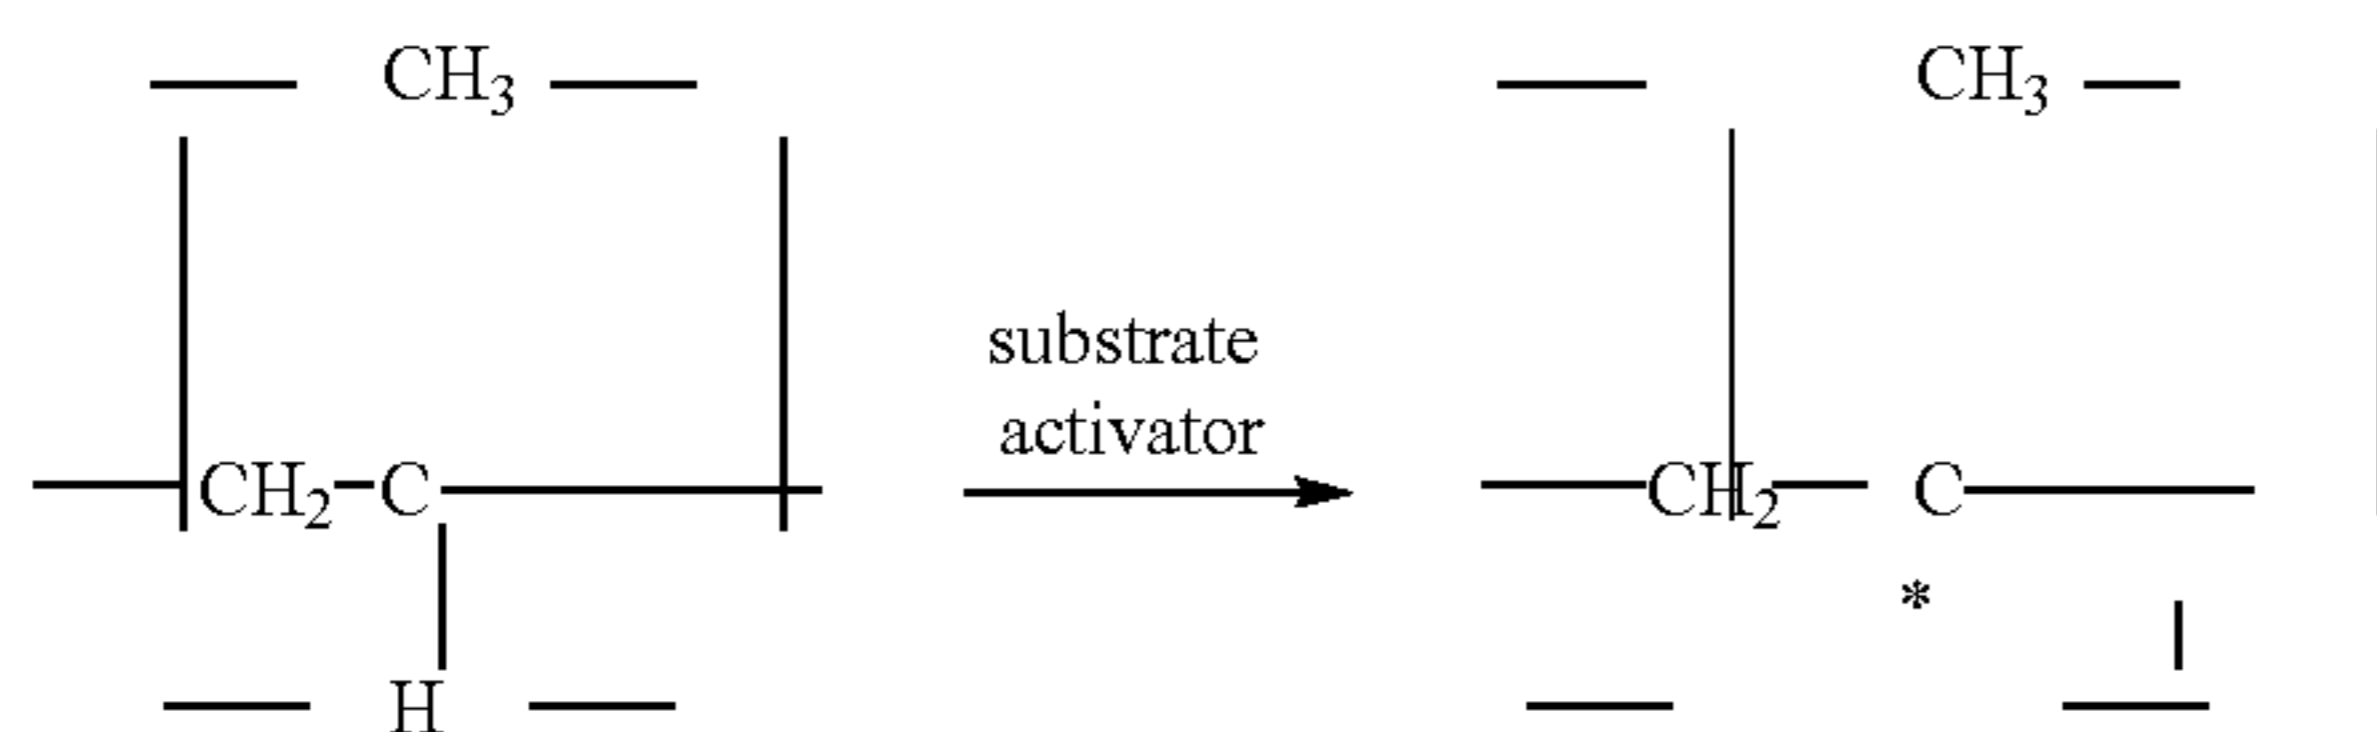 CH₃ CH₃
substrate
activator
CH₂-C CH₂ C
*
H